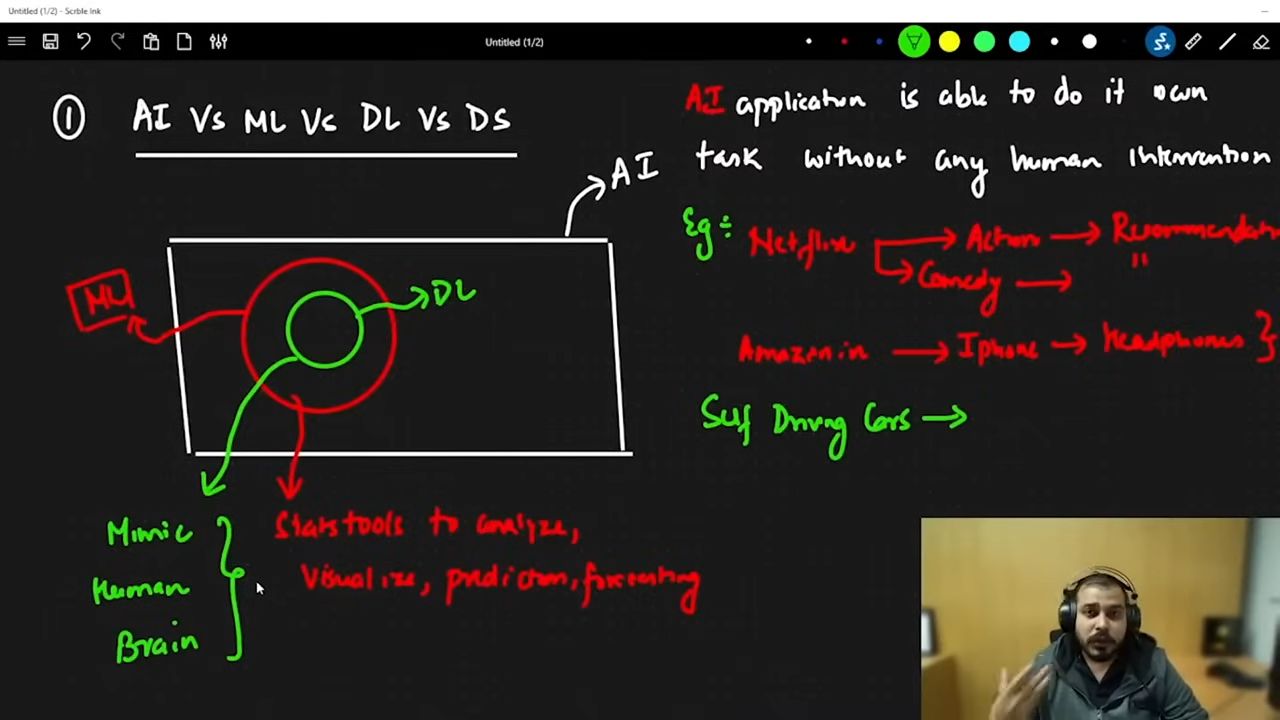 Untitled (1/2) - Scrble Ink
Untitled (1/2)
① AI Vs ML Vs DL Vs DS
AI
ML
DL
Mimic
Human
Brain
Stats tools to analyze,
Visualize, prediction, forecasting
AI application is able to do it own
task without any human intervention
Eg:
Netflix → Action → Recommendation
→ Comedy → "
Amazon.in → Iphone → Headphones }
Self Driving Cars →